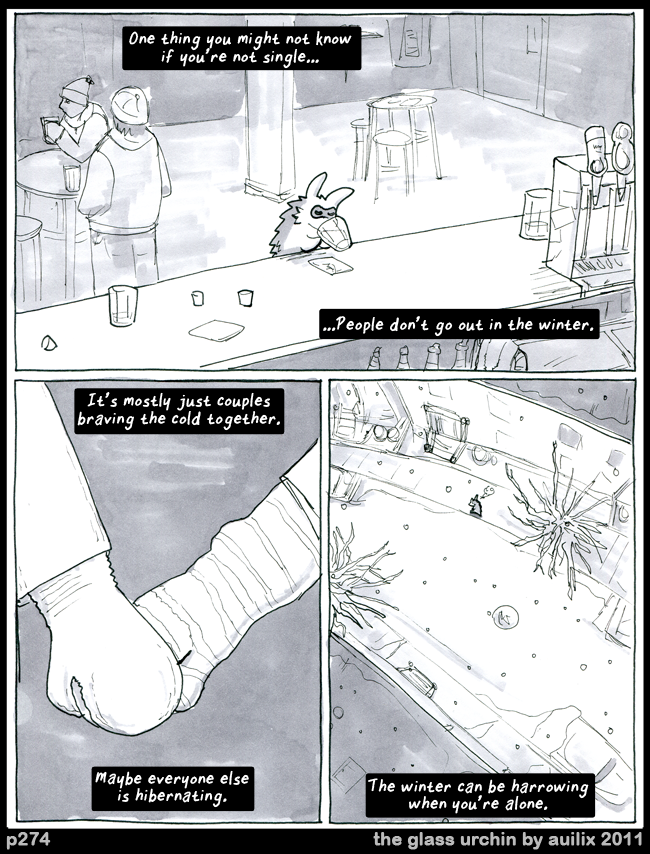 One thing you might not know
if you're not single...
...People don't go out in the winter.
It's mostly just couples
braving the cold together.
Maybe everyone else
is hibernating.
The winter can be harrowing
when you're alone.
p274
the glass urchin by auilix 2011